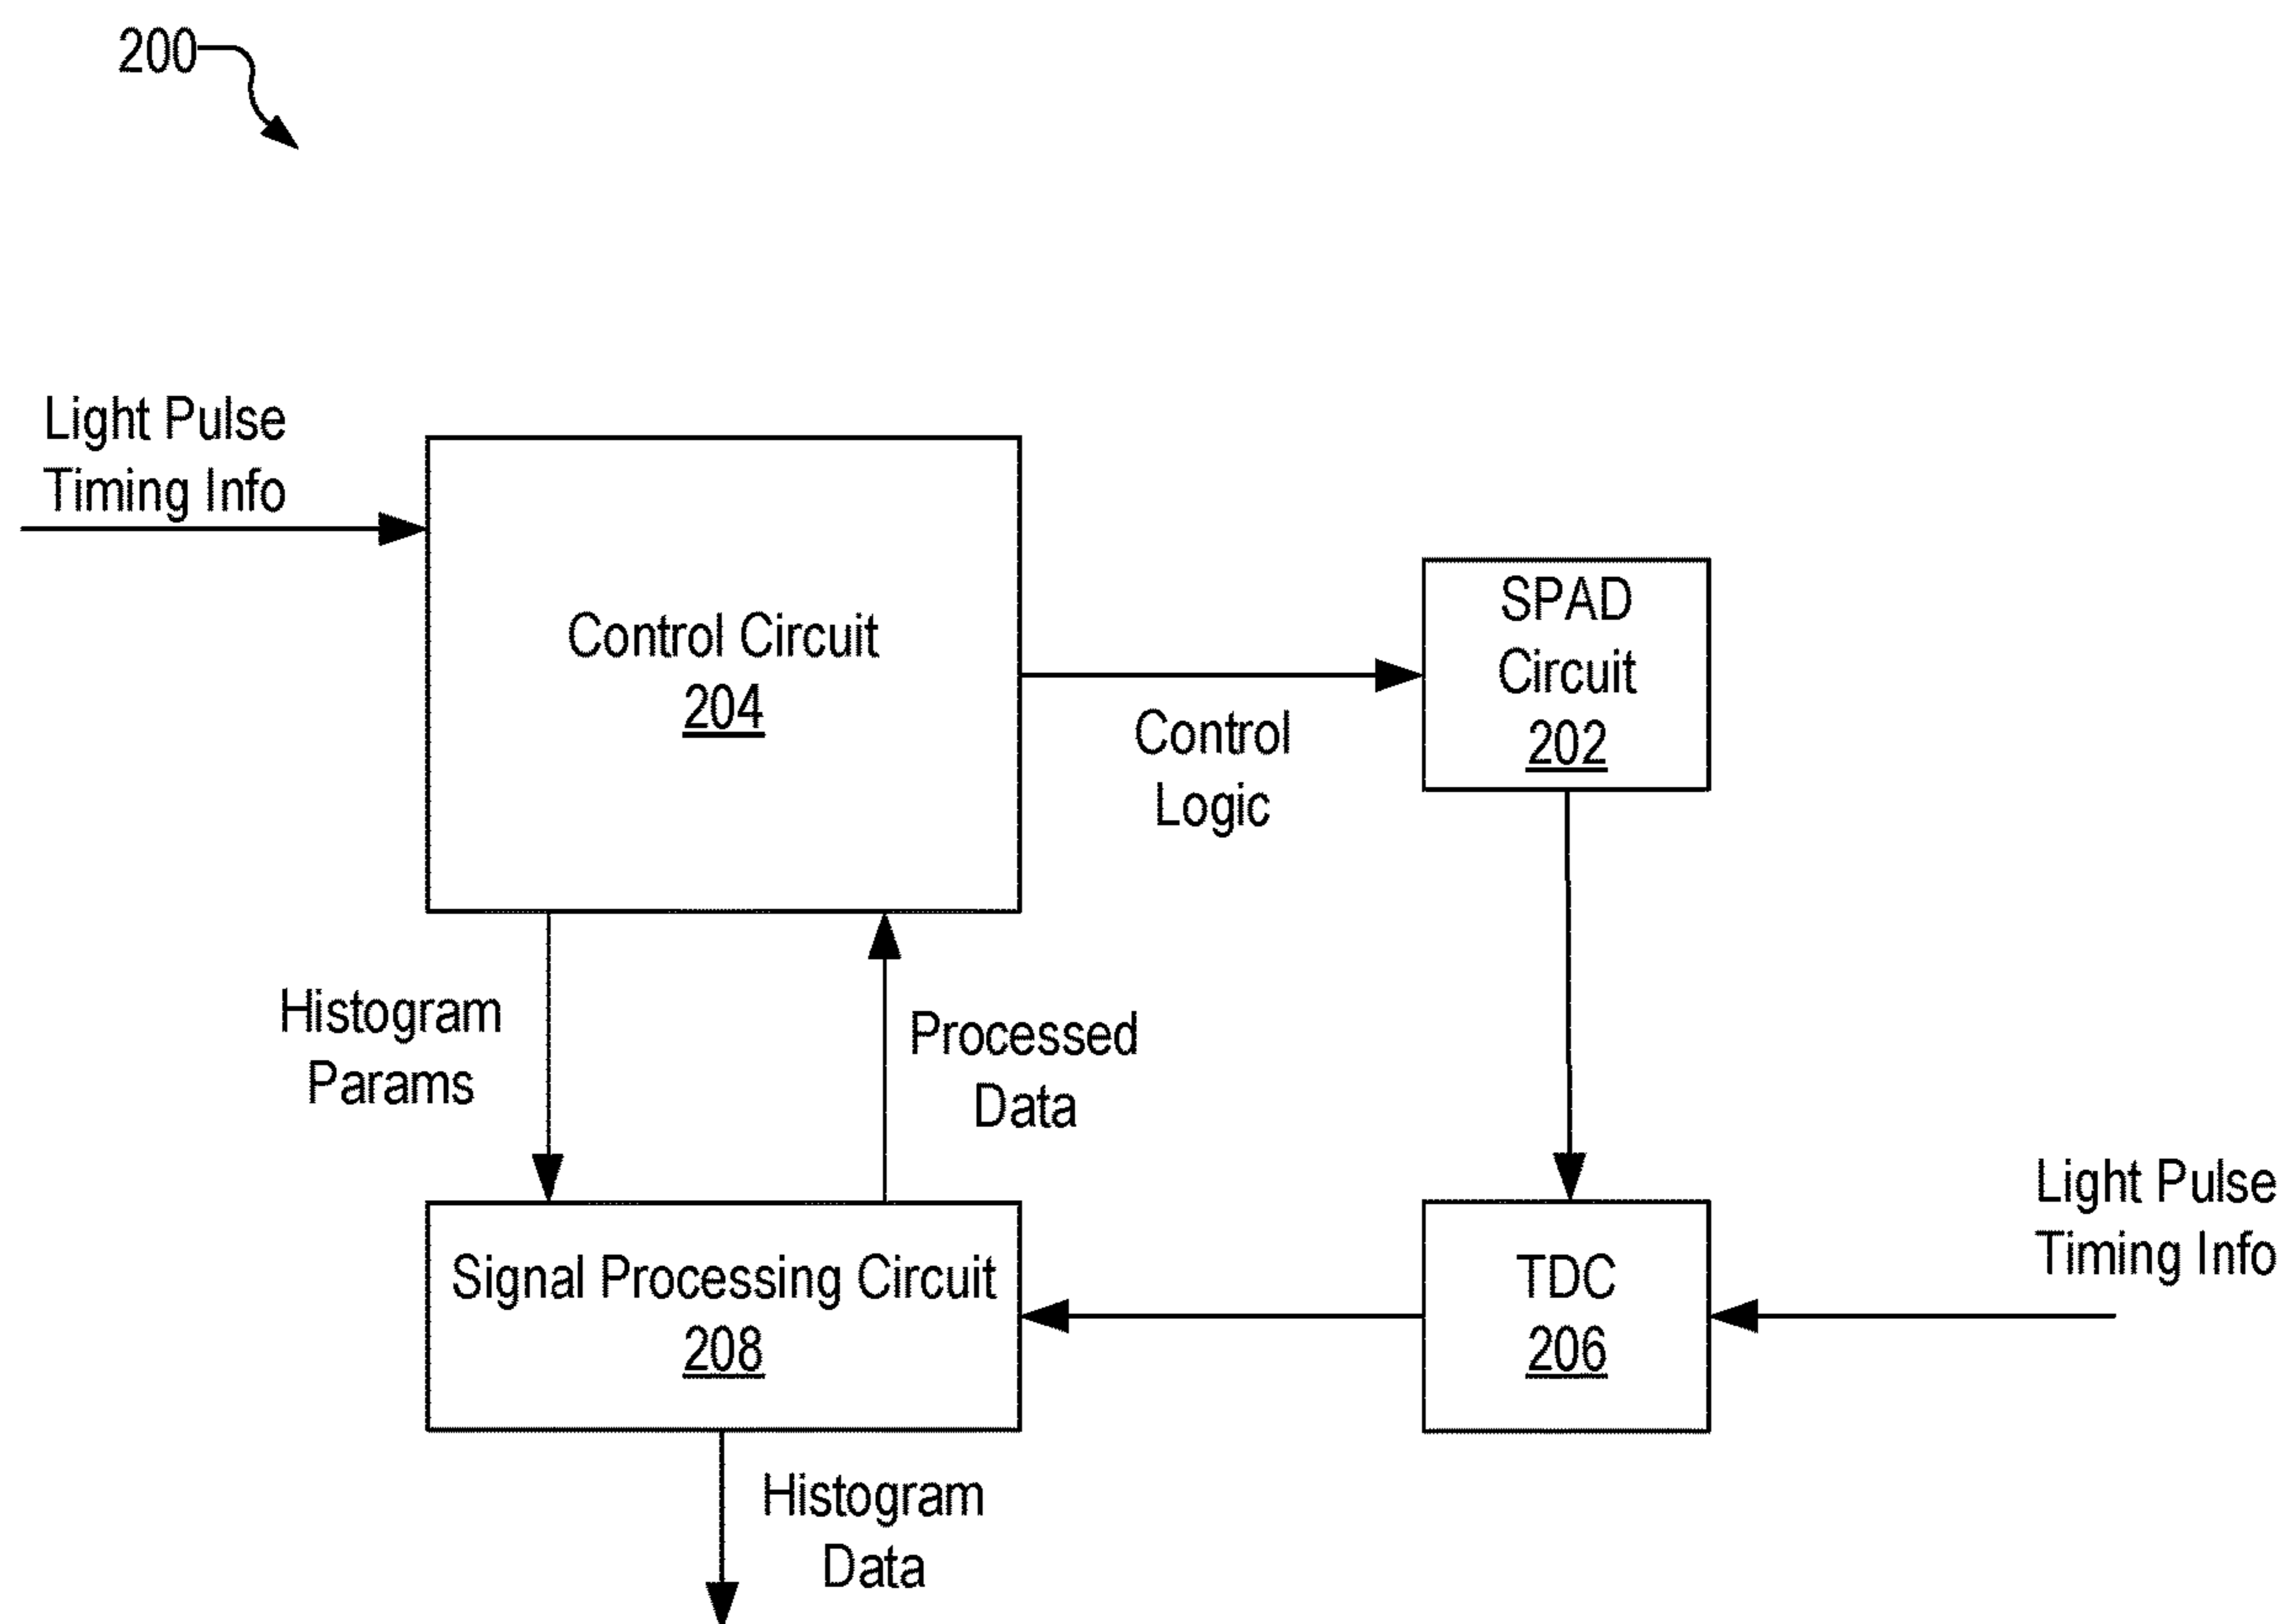 200
Light Pulse
Timing Info
Control Circuit
204
SPAD
Circuit
202
Control
Logic
Histogram
Params
Processed
Data
Light Pulse
Timing Info
Signal Processing Circuit
208
TDC
206
Histogram
Data